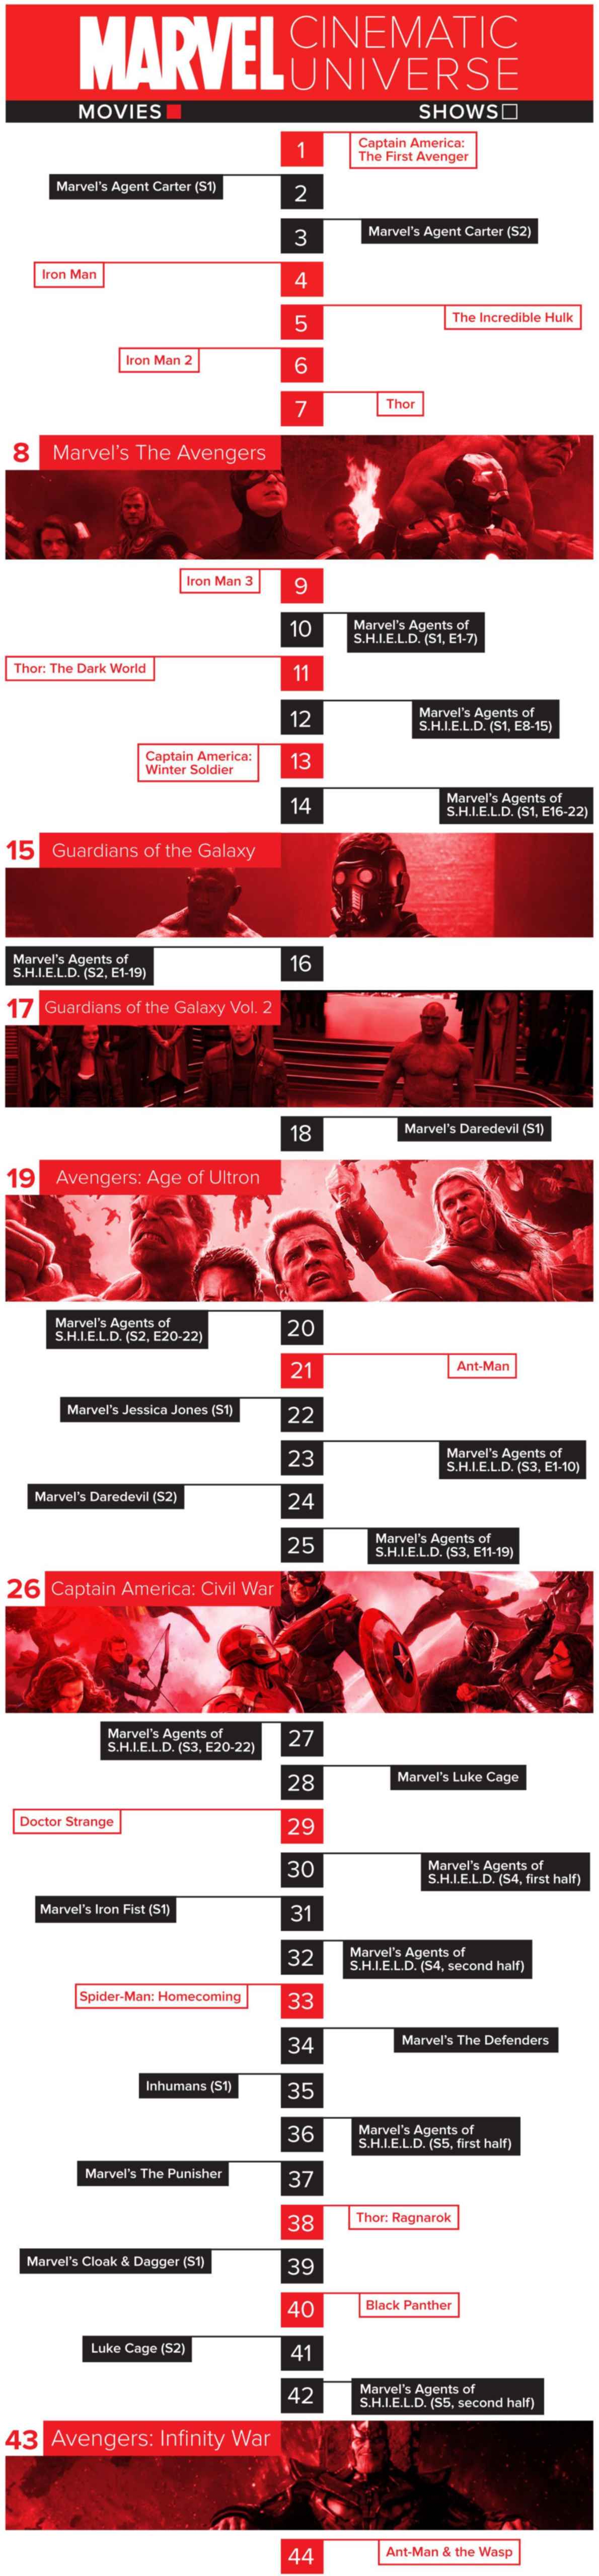 MARVEL CINEMATIC
UNIVERSE
MOVIES SHOWS
1
Captain America:
The First Avenger
Marvel's Agent Carter (S1)
2
3
Marvel's Agent Carter (S2)
Iron Man
4
5
The Incredible Hulk
Iron Man 2
6
7
Thor
8 Marvel's The Avengers
Iron Man 3
9
10
Marvel's Agents of
S.H.I.E.L.D. (S1, E1-7)
Thor: The Dark World
11
12
Marvel's Agents of
S.H.I.E.L.D. (S1, E8-15)
Captain America:
Winter Soldier
13
14
Marvel's Agents of
S.H.I.E.L.D. (S1, E16-22)
15 Guardians of the Galaxy
Marvel's Agents of
S.H.I.E.L.D. (S2, E1-19)
16
17 Guardians of the Galaxy Vol. 2
18
Marvel's Daredevil (S1)
19 Avengers: Age of Ultron
Marvel's Agents of
S.H.I.E.L.D. (S2, E20-22)
20
21
Ant-Man
Marvel's Jessica Jones (S1)
22
23
Marvel's Agents of
S.H.I.E.L.D. (S3, E1-10)
Marvel's Daredevil (S2)
24
25
Marvel's Agents of
S.H.I.E.L.D. (S3, E11-19)
26 Captain America: Civil War
Marvel's Agents of
S.H.I.E.L.D. (S3, E20-22)
27
28
Marvel's Luke Cage
Doctor Strange
29
30
Marvel's Agents of
S.H.I.E.L.D. (S4, first half)
Marvel's Iron Fist (S1)
31
32
Marvel's Agents of
S.H.I.E.L.D. (S4, second half)
Spider-Man: Homecoming
33
34
Marvel's The Defenders
Inhumans (S1)
35
36
Marvel's Agents of
S.H.I.E.L.D. (S5, first half)
Marvel's The Punisher
37
38
Thor: Ragnarok
Marvel's Cloak & Dagger (S1)
39
40
Black Panther
Luke Cage (S2)
41
42
Marvel's Agents of
S.H.I.E.L.D. (S5, second half)
43 Avengers: Infinity War
44
Ant-Man & the Wasp